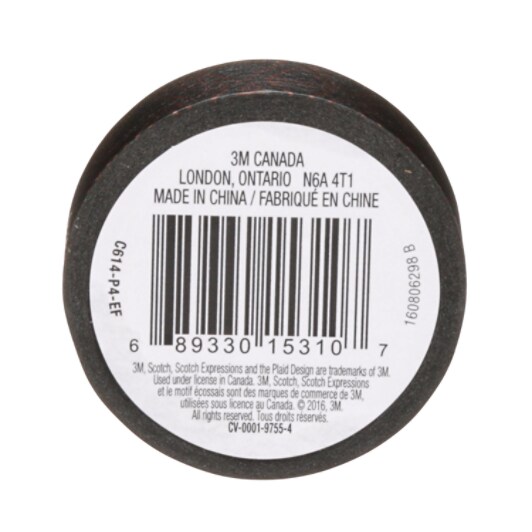 3M CANADA
LONDON, ONTARIO N6A 4T1
MADE IN CHINA / FABRIQUÉ EN CHINE
C614-P4-EF
160806298 B
6 89330 15310 7
3M, Scotch, Scotch Expressions and the Plaid Design are trademarks of 3M.
Used under license in Canada. 3M, Scotch, Scotch Expressions
et le motif écossais sont des marques de commerce de 3M,
utilisées sous licence au Canada. © 2016, 3M.
All rights reserved. Tous droits réservés.
CV-0001-9755-4